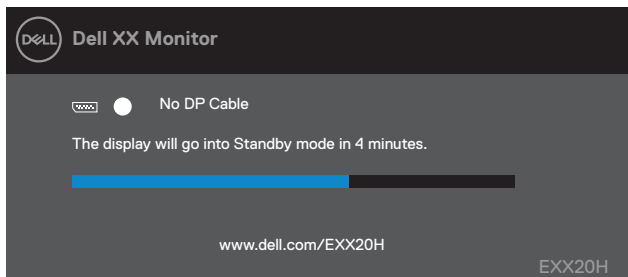 DELL Dell XX Monitor
No DP Cable
The display will go into Standby mode in 4 minutes.
www.dell.com/EXX20H
EXX20H